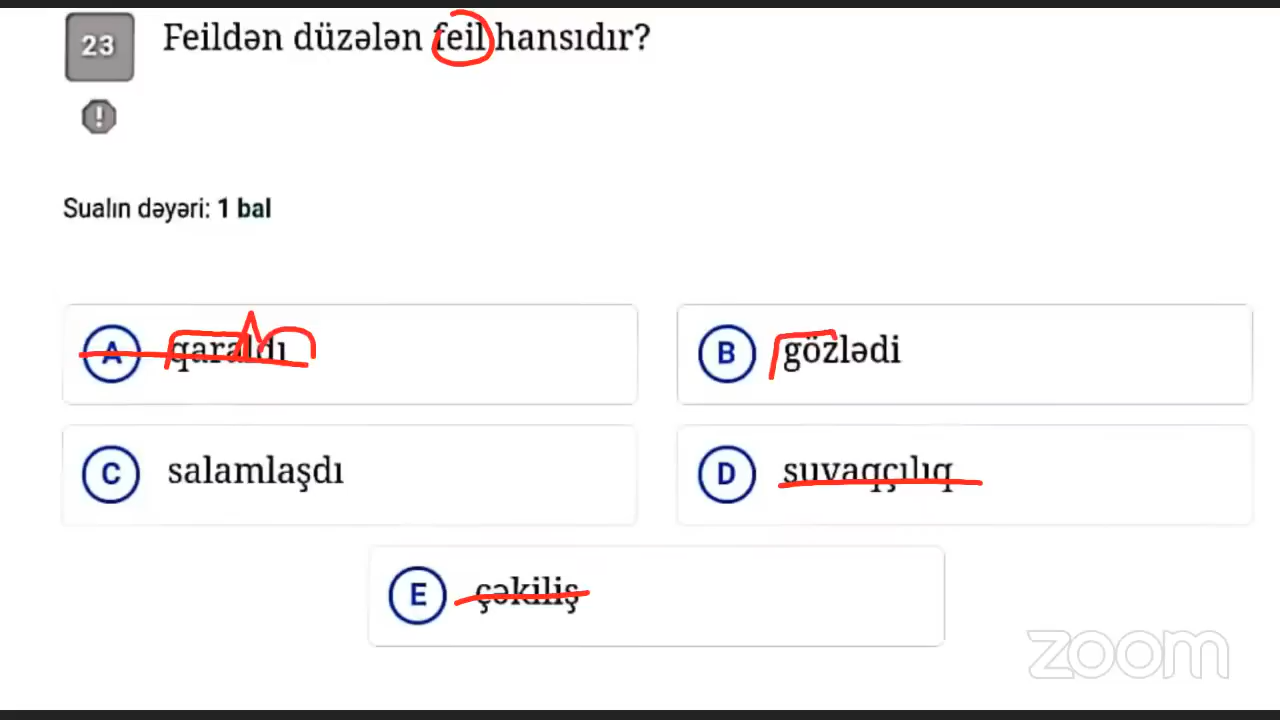 23 Feildən düzələn feil hansıdır?
Sualın dəyəri: 1 bal
A qaraldı
B gözlədi
C salamlaşdı
D suvaqçılıq
E çəkiliş
zoom